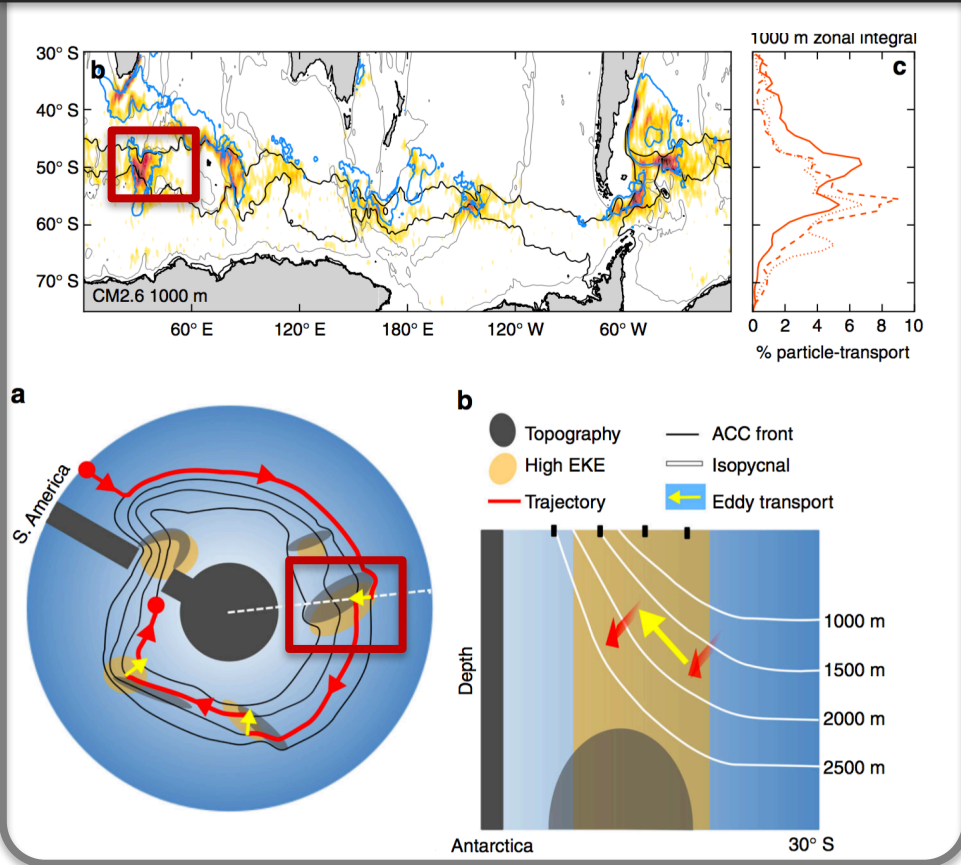 1000 m zonal integral
30° S
40° S
50° S
60° S
70° S
b
c
CM2.6 1000 m
60° E
120° E
180° E
120° W
60° W
0 2 4 6 8 10
% particle-transport
a
S. America
b
Topography
ACC front
High EKE
Isopycnal
Trajectory
Eddy transport
Depth
1000 m
1500 m
2000 m
2500 m
Antarctica
30° S